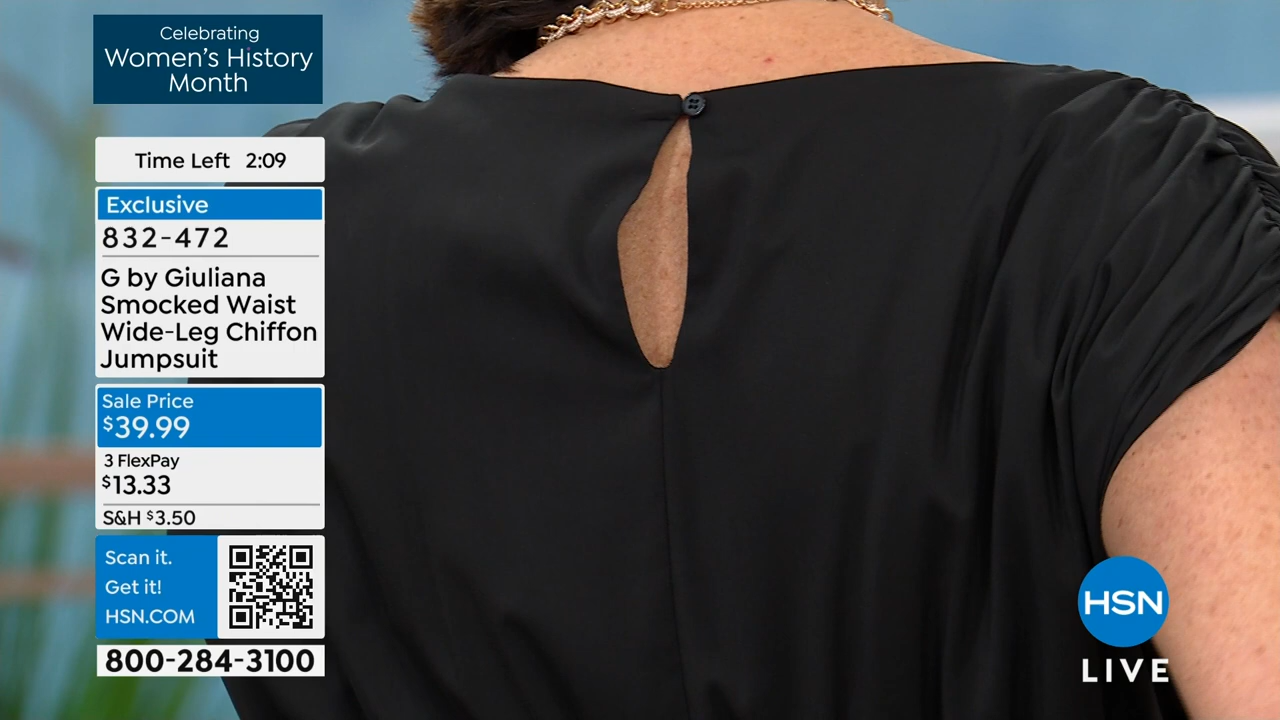 Celebrating
Women's History
Month
Time Left 2:09
Exclusive
832-472
G by Giuliana
Smocked Waist
Wide-Leg Chiffon
Jumpsuit
Sale Price
$39.99
3 FlexPay
$13.33
S&H $3.50
Scan it.
Get it!
HSN.COM
800-284-3100
HSN
LIVE